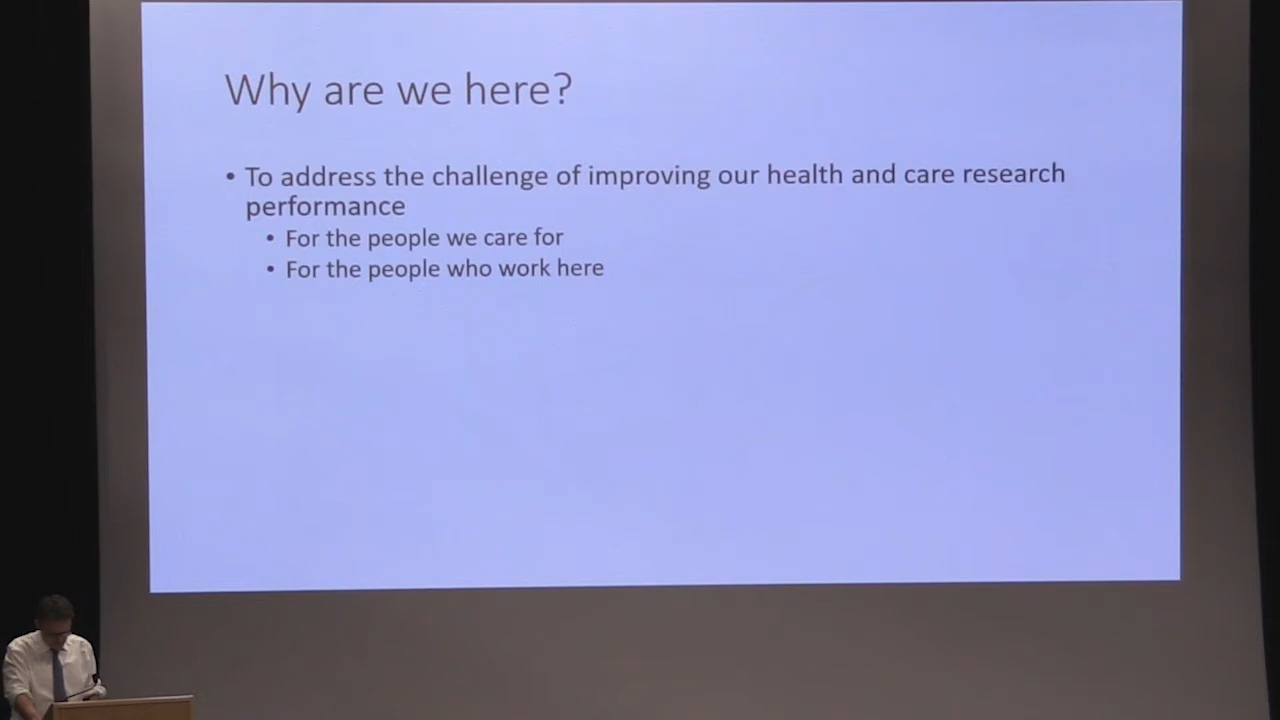 Why are we here?
• To address the challenge of improving our health and care research
performance
• For the people we care for
• For the people who work here